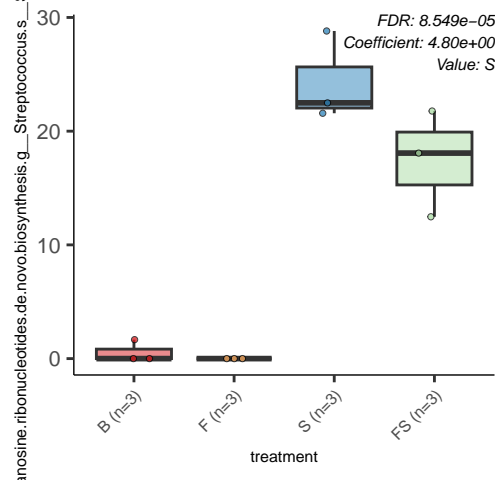 anosine.ribonucleotides.de.novo.biosynthesis.g__Streptococcus.s__S
30
20
10
0
FDR: 8.549e−05
Coefficient: 4.80e+00
Value: S
B (n=3)
F (n=3)
S (n=3)
FS (n=3)
treatment